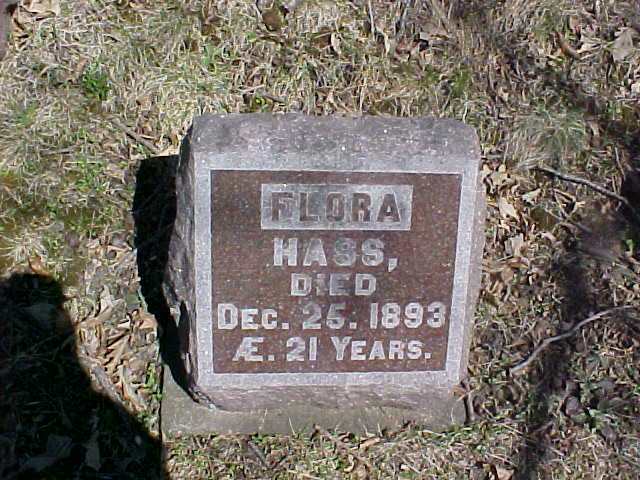 FLORA
HASS,
DIED
DEC. 25. 1893
Æ. 21 YEARS.